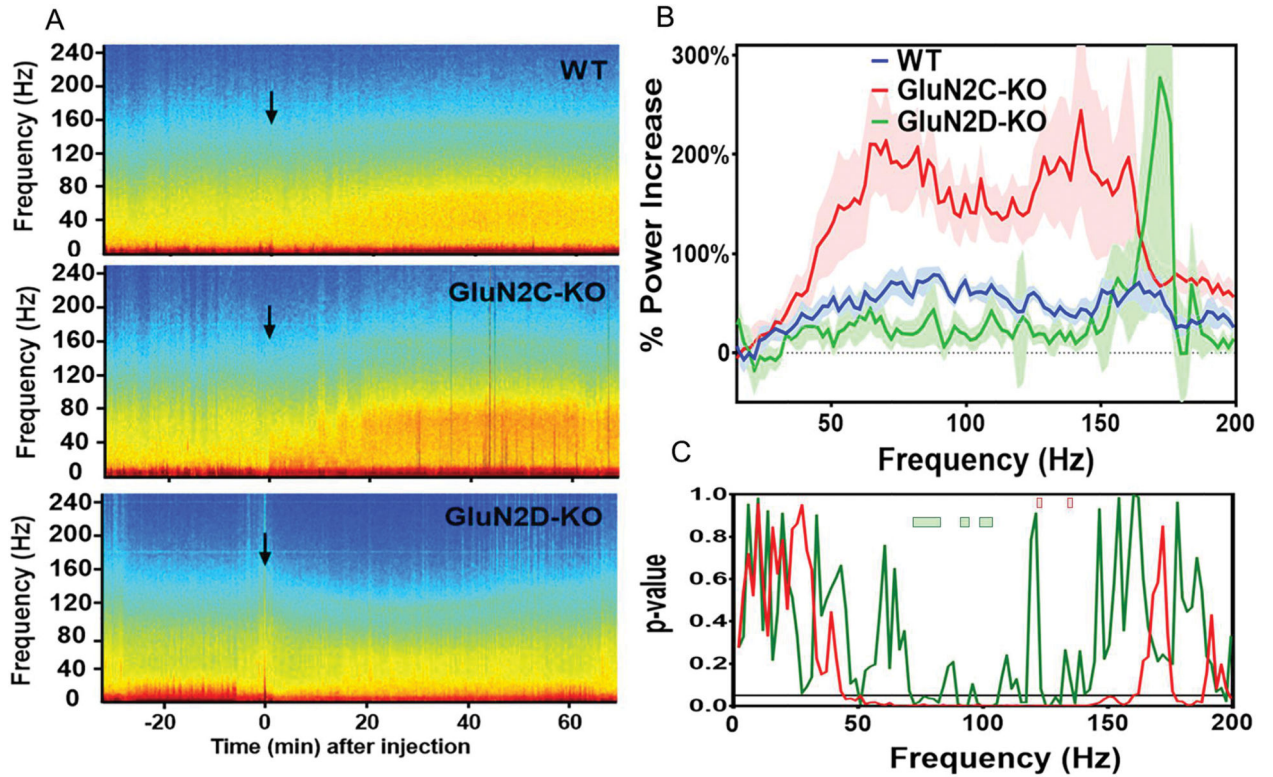 A
Frequency (Hz)
240
200
160
120
80
40
0
WT
Frequency (Hz)
240
200
160
120
80
40
0
GluN2C-KO
Frequency (Hz)
240
200
160
120
80
40
0
GluN2D-KO
-20 0 20 40 60
Time (min) after injection
B
% Power Increase
300%
200%
100%
0
WT
GluN2C-KO
GluN2D-KO
50 100 150 200
Frequency (Hz)
C
p-value
1.0
0.8
0.6
0.4
0.2
0.0
0 50 100 150 200
Frequency (Hz)